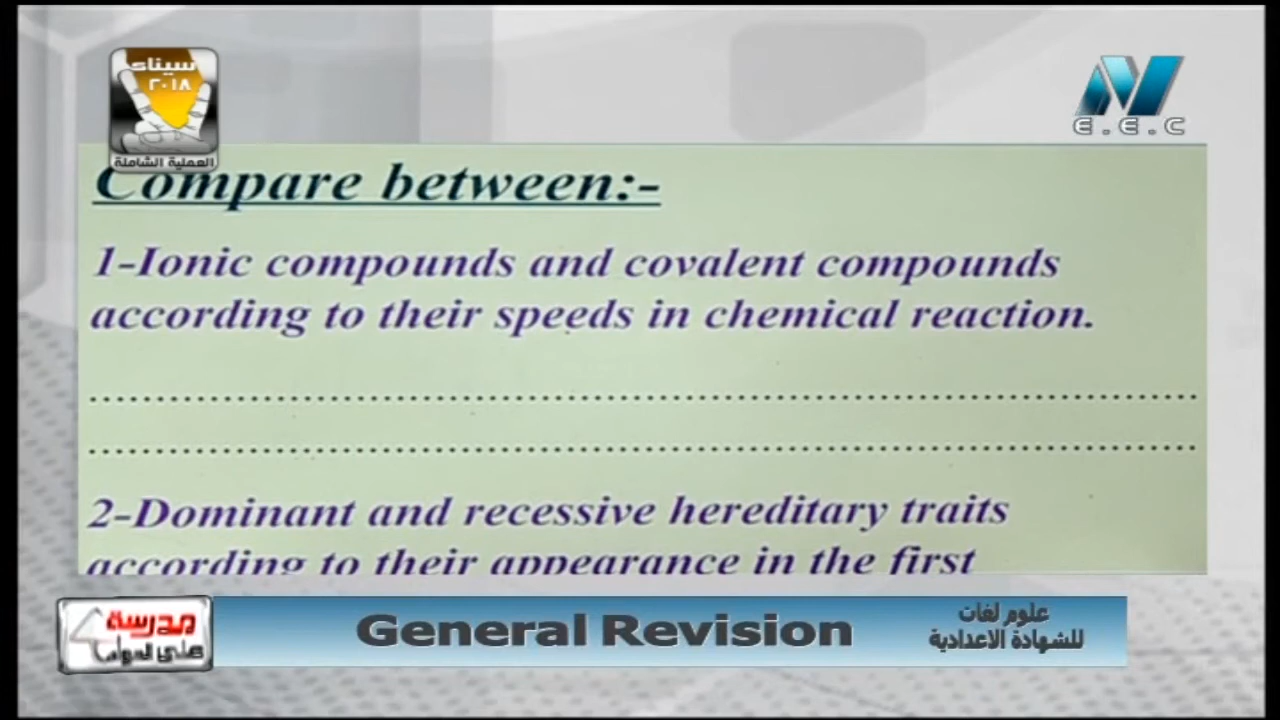 سيناء
٢٠١٨
العملية الشاملة
E.E.C
Compare between:-
1-Ionic compounds and covalent compounds
according to their speeds in chemical reaction.
2-Dominant and recessive hereditary traits
according to their appearance in the first
مدرسة
على الهواء
General Revision
علوم لغات
للشهادة الاعدادية